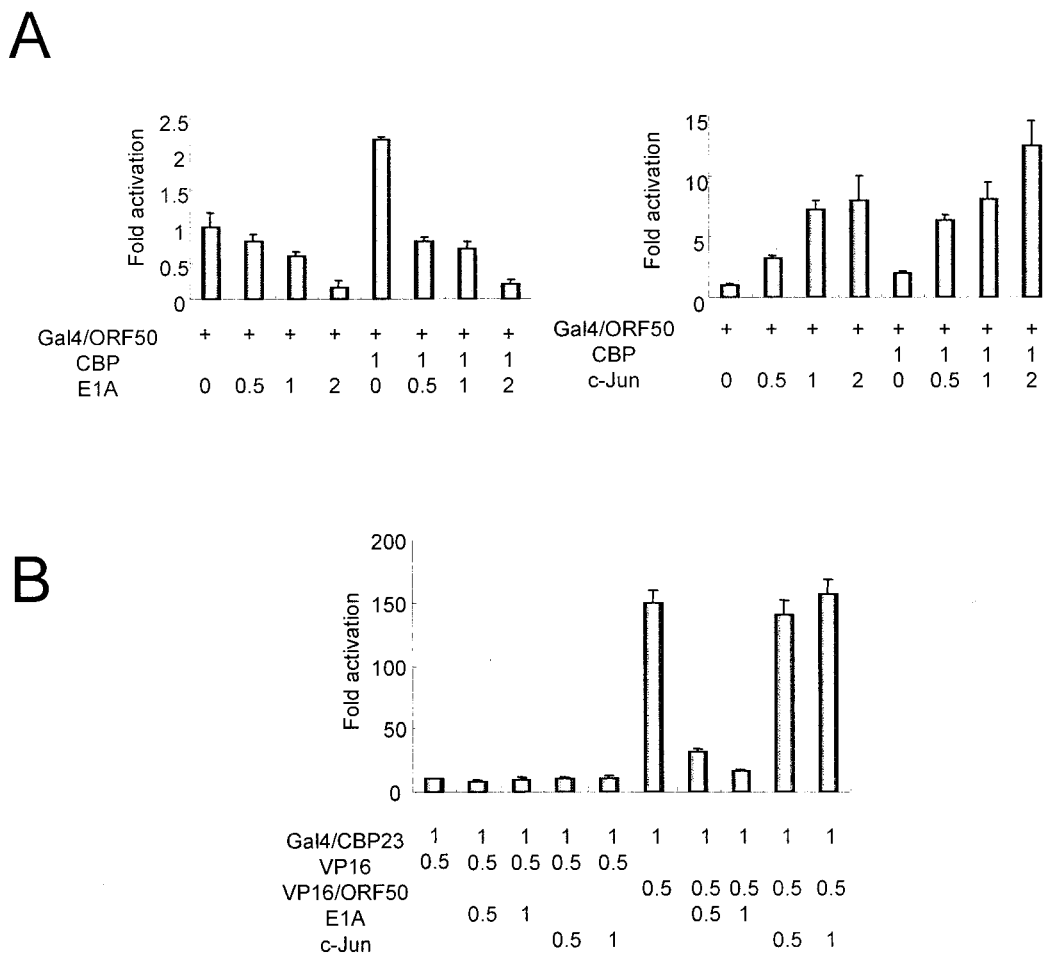 A
Fold activation
2.5
2
1.5
1
0.5
0
Gal4/ORF50 + + + + + + + +
CBP 1 1 1 1
E1A 0 0.5 1 2 0 0.5 1 2
Fold activation
15
10
5
0
Gal4/ORF50 + + + + + + + +
CBP 1 1 1 1
c-Jun 0 0.5 1 2 0 0.5 1 2
B
Fold activation
200
150
100
50
0
Gal4/CBP23 1 1 1 1 1 1 1 1 1 1
VP16 0.5 0.5 0.5 0.5 0.5
VP16/ORF50 0.5 0.5 0.5 0.5 0.5
E1A 0.5 1 0.5 1
c-Jun 0.5 1 0.5 1